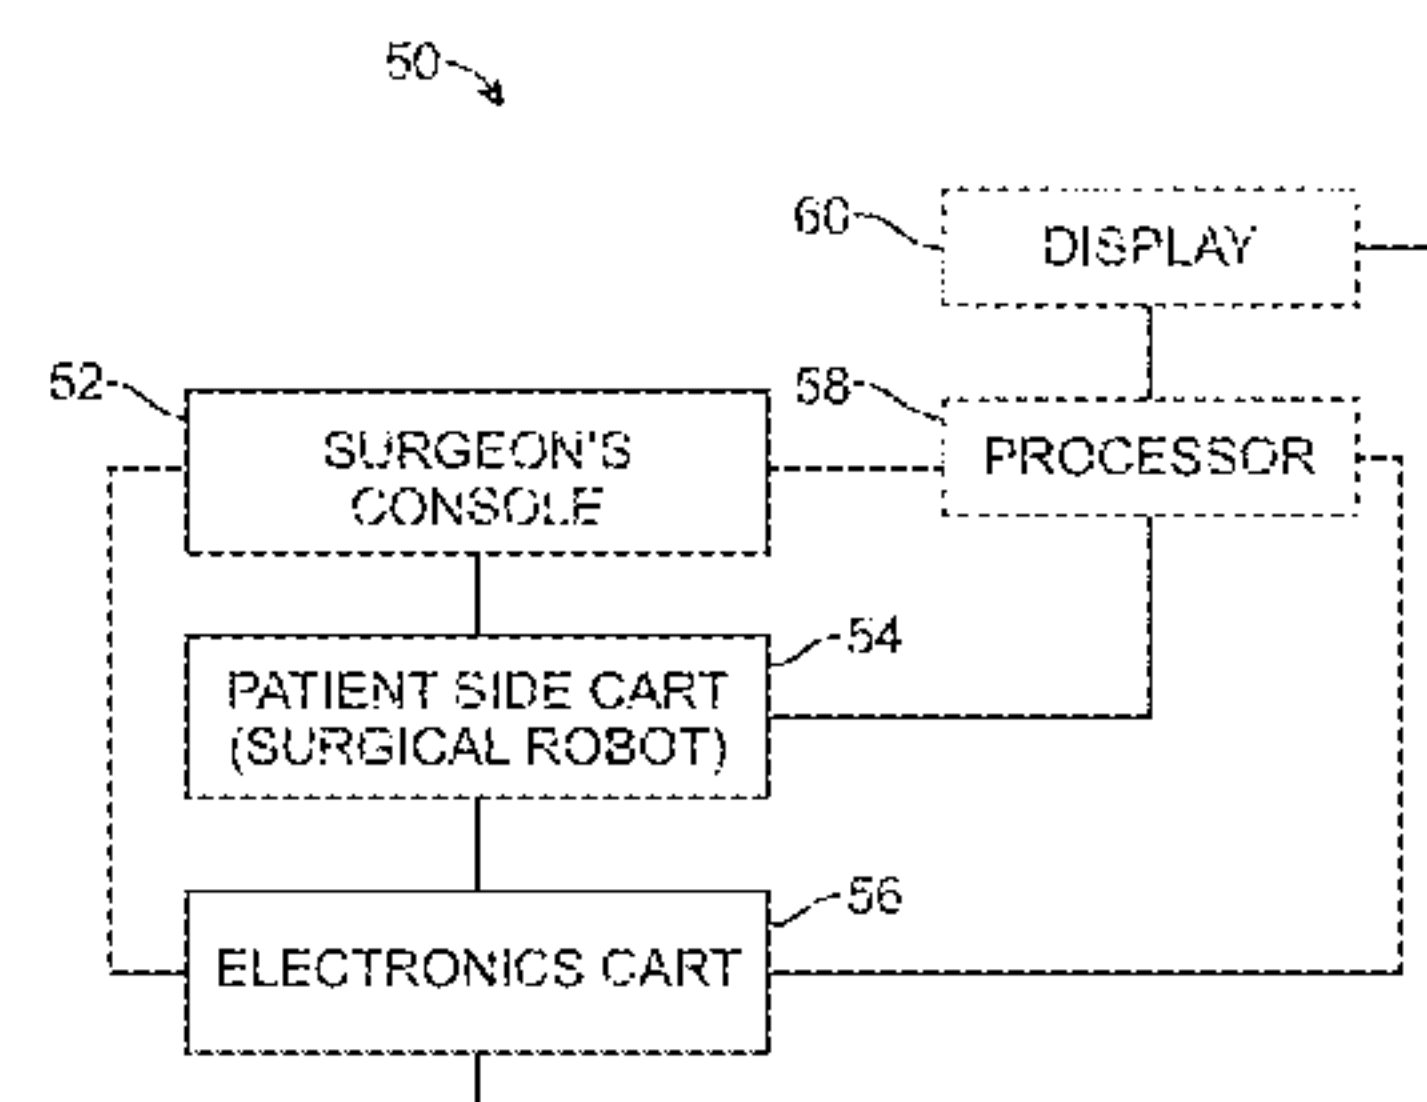 50
60
DISPLAY
52
58
SURGEON'S
CONSOLE
PROCESSOR
54
PATIENT SIDE CART
(SURGICAL ROBOT)
56
ELECTRONICS CART